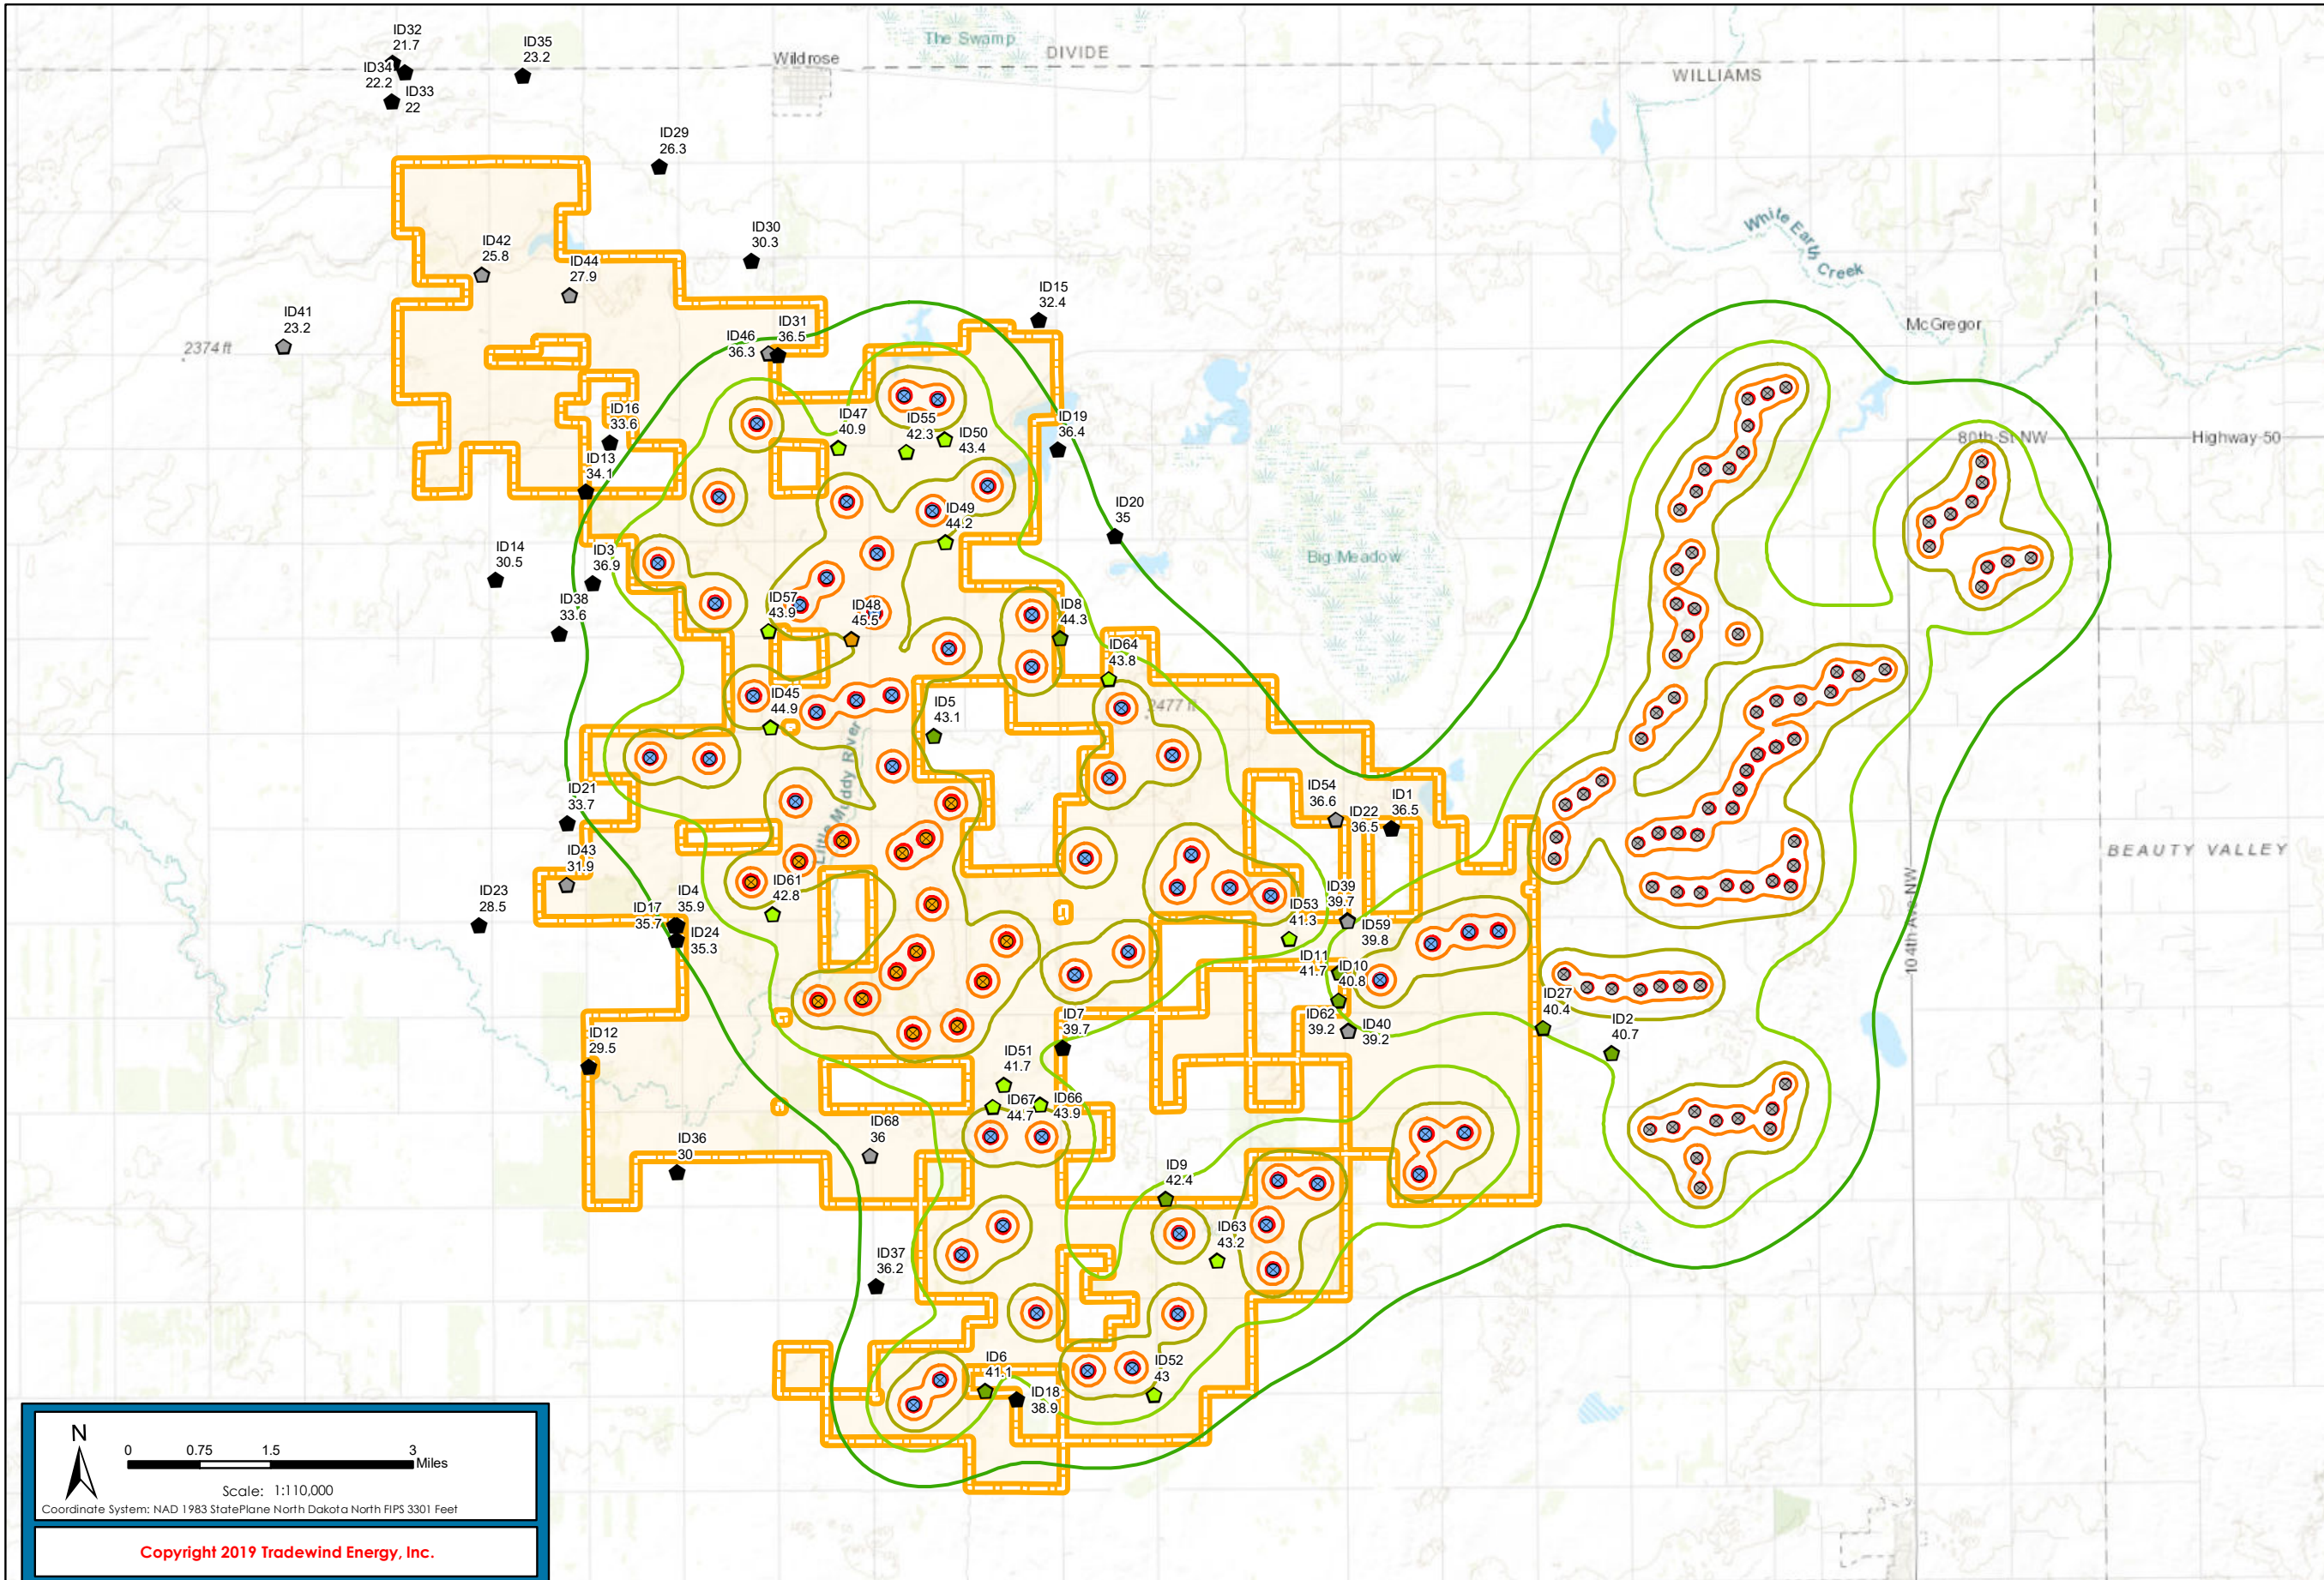 ID32
21.7
ID35
23.2
ID34
22.2
ID33
22
Wildrose
The Swamp
DIVIDE
WILLIAMS
ID29
26.3
ID30
30.3
White Earth
Creek
ID42
25.8
ID44
27.9
ID15
32.4
ID41
23.2
2374 ft
ID46
36.3
ID31
36.5
McGregor
ID16
33.6
ID47
40.9
ID55
42.3
ID50
43.4
ID19
36.4
80th St NW
Highway 50
ID13
34.1
ID49
44.2
ID20
35
ID14
30.5
ID3
36.9
Big Meadow
ID38
33.6
ID57
43.9
ID48
45.5
ID8
44.3
ID64
43.8
ID45
44.9
ID5
43.1
2477 ft
Little Muddy River
ID21
33.7
ID54
36.6
ID22
36.5
ID1
36.5
ID43
31.9
BEAUTY VALLEY
ID23
28.5
ID17
35.7
ID4
35.9
ID24
35.3
ID61
42.8
ID39
39.7
ID53
41.3
ID59
39.8
104th Ave NW
ID11
41.7
ID10
40.8
ID12
29.5
ID7
39.7
ID62
39.2
ID40
39.2
ID27
40.4
ID2
40.7
ID51
41.7
ID67
44.7
ID66
43.9
ID36
30
ID68
36
ID9
42.4
ID37
36.2
ID63
43.2
ID6
41.1
ID18
38.9
ID52
43
N
0 0.75 1.5 3
Miles
Scale: 1:110,000
Coordinate System: NAD 1983 StatePlane North Dakota North FIPS 3301 Feet
Copyright 2019 Tradewind Energy, Inc.